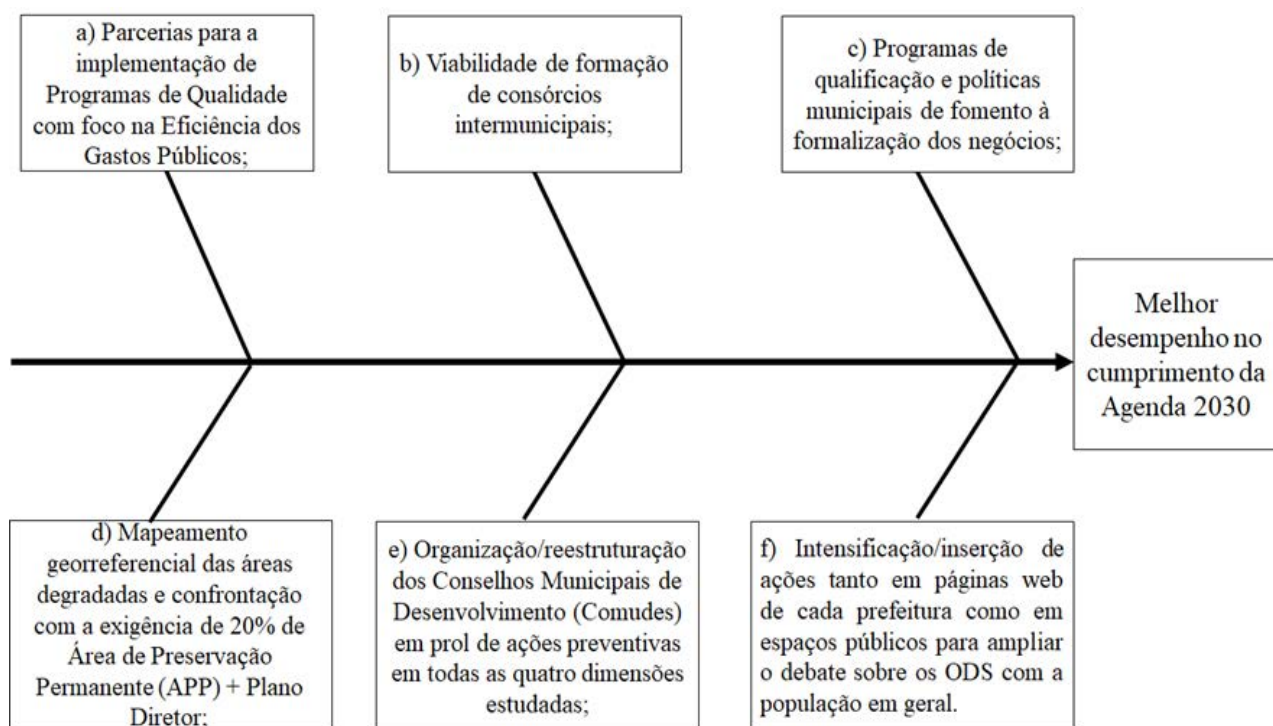 a) Parcerias para a
implementação de
Programas de Qualidade
com foco na Eficiência dos
Gastos Públicos;
b) Viabilidade de formação
de consórcios
intermunicipais;
c) Programas de
qualificação e políticas
municipais de fomento à
formalização dos negócios;
Melhor
desempenho no
cumprimento da
Agenda 2030
d) Mapeamento
georreferencial das áreas
degradadas e confrontação
com a exigência de 20% de
Área de Preservação
Permanente (APP) + Plano
Diretor;
e) Organização/reestruturação
dos Conselhos Municipais de
Desenvolvimento (Comudes)
em prol de ações preventivas
em todas as quatro dimensões
estudadas;
f) Intensificação/inserção de
ações tanto em páginas web
de cada prefeitura como em
espaços públicos para ampliar
o debate sobre os ODS com a
população em geral.